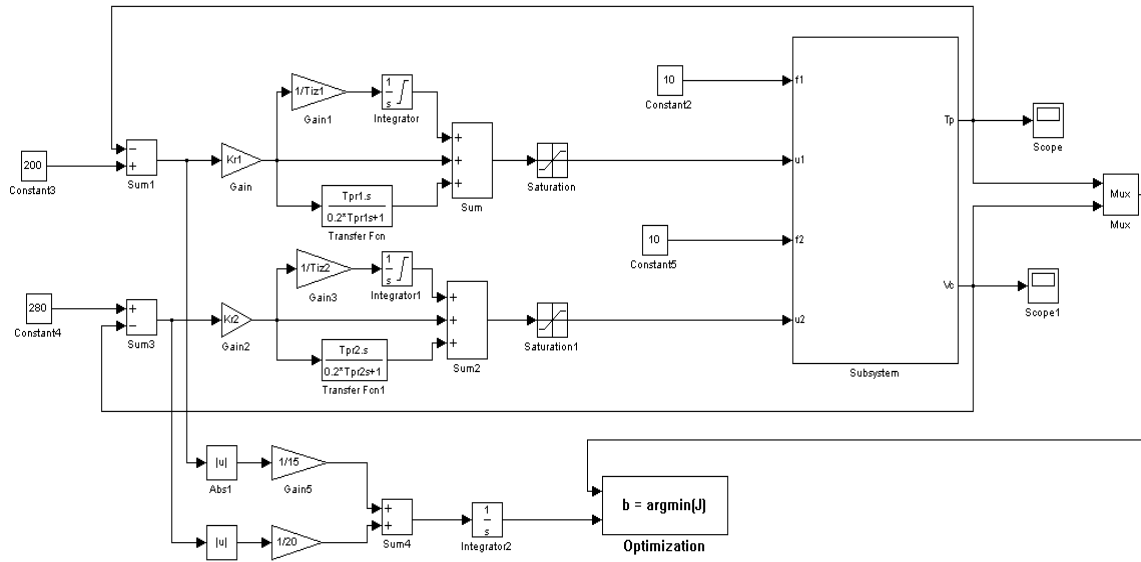 1/Tiz1
Gain1
1
s
Integrator
10
Constant2
f1
Tp
Scope
200
Constant3
Sum1
Kr1
Gain
+
+
+
Sum
Saturation
u1
Mux
Mux
Tpr1.s
0.2*Tpr1s+1
Transfer Fcn
−
+
10
Constant5
f2
1/Tiz2
Gain3
1
s
Integrator1
280
Constant4
+
−
Sum3
Kr2
Gain2
+
+
+
Sum2
Saturation1
u2
Scope1
Subsystem
Tpr2.s
0.2*Tpr2s+1
Transfer Fcn1
|u|
Abs1
1/15
Gain5
+
+
Sum4
1
s
Integrator2
b = argmin(J)
Optimization
|u|
1/20